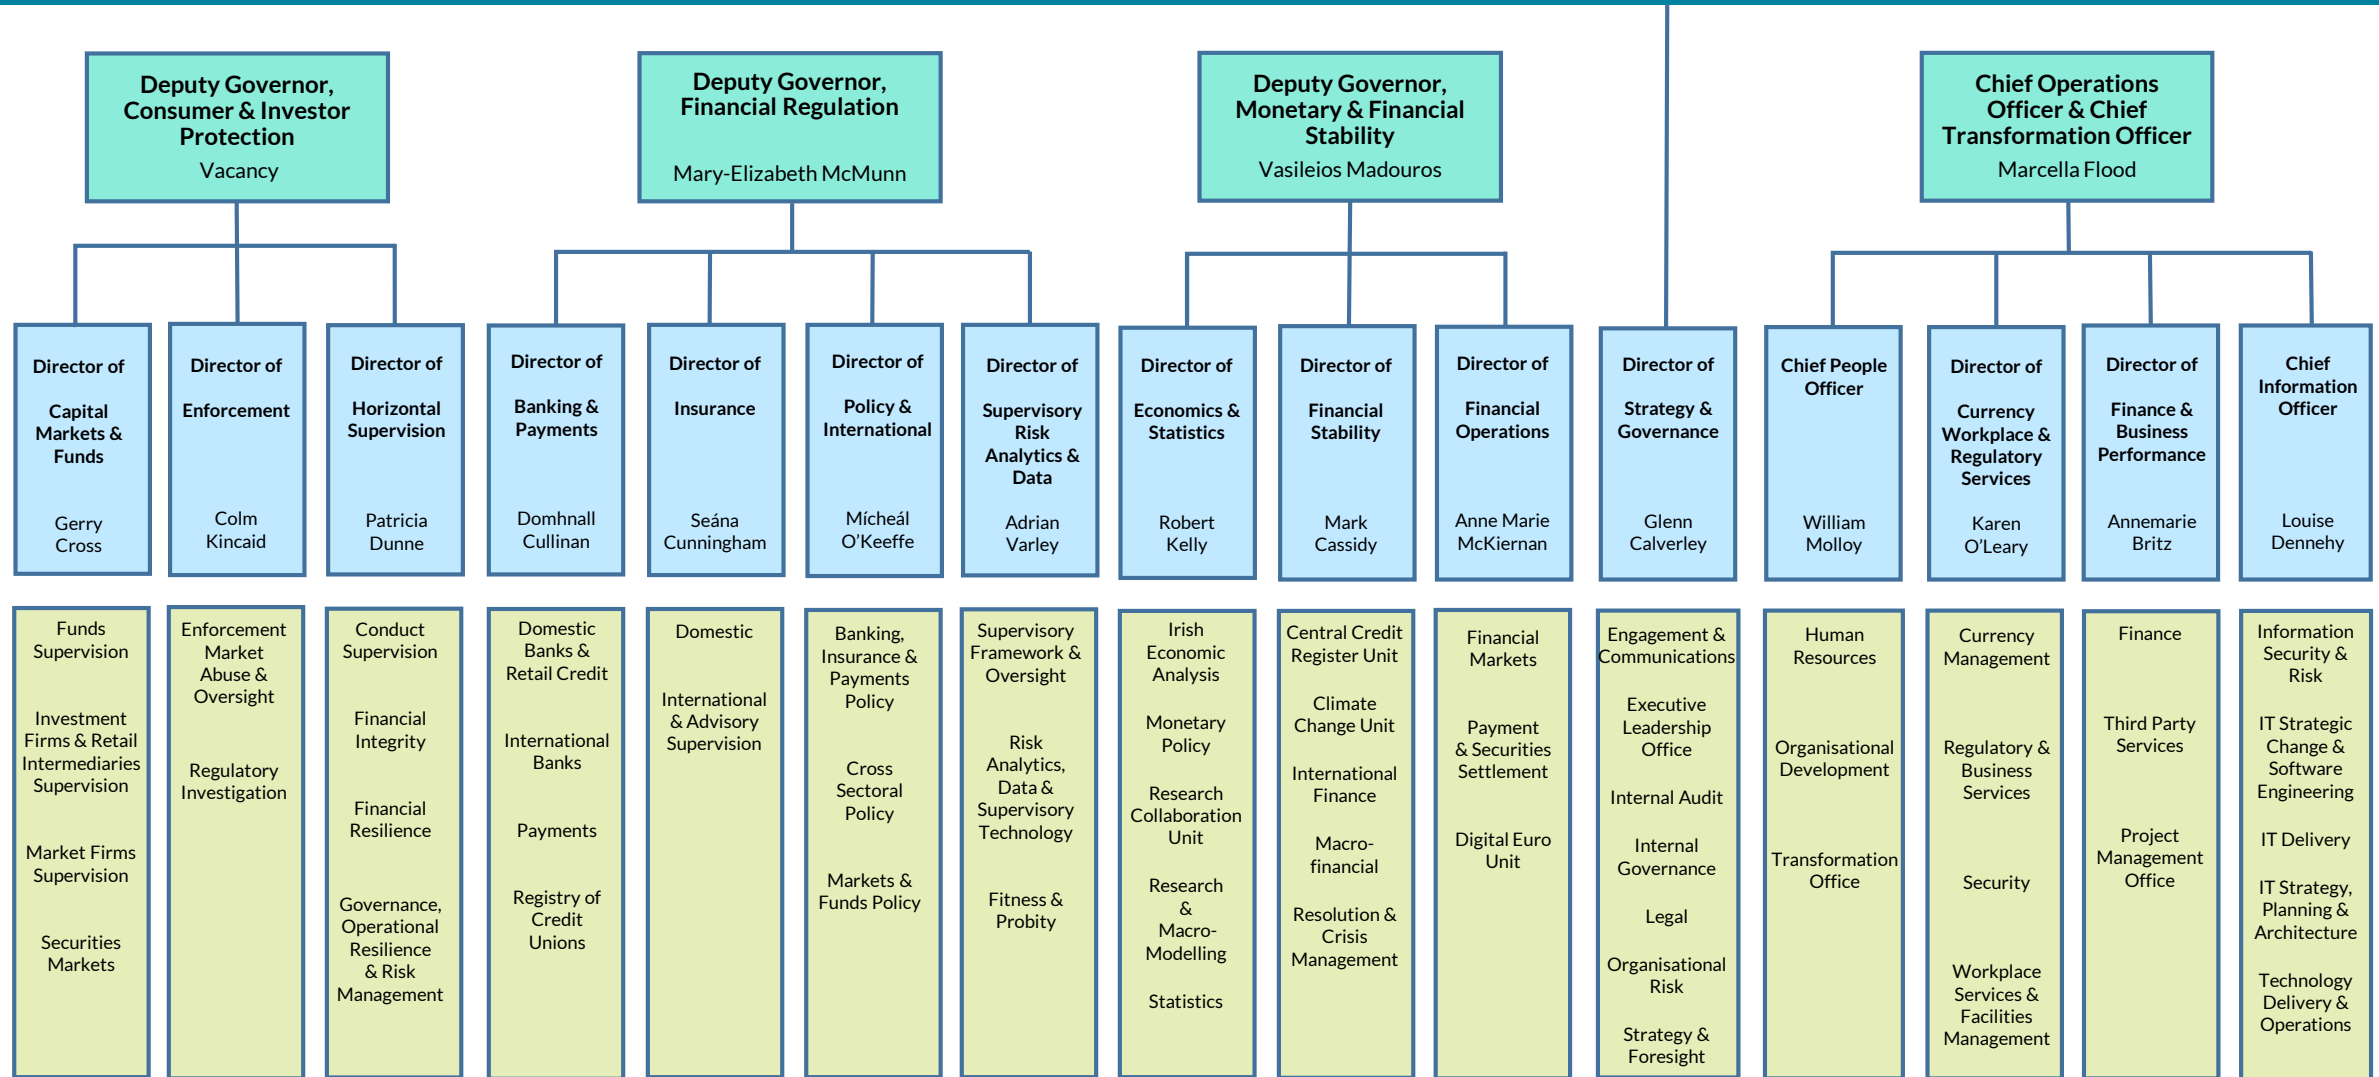 Deputy Governor,
Consumer & Investor
Protection
Vacancy
Deputy Governor,
Financial Regulation
Mary-Elizabeth McMunn
Deputy Governor,
Monetary & Financial
Stability
Vasileios Madouros
Chief Operations
Officer & Chief
Transformation Officer
Marcella Flood
Director of
Capital
Markets &
Funds
Gerry
Cross
Director of
Enforcement
Colm
Kincaid
Director of
Horizontal
Supervision
Patricia
Dunne
Director of
Banking &
Payments
Domhnall
Cullinan
Director of
Insurance
Seána
Cunningham
Director of
Policy &
International
Mícheál
O’Keeffe
Director of
Supervisory
Risk
Analytics &
Data
Adrian
Varley
Director of
Economics &
Statistics
Robert
Kelly
Director of
Financial
Stability
Mark
Cassidy
Director of
Financial
Operations
Anne Marie
McKiernan
Director of
Strategy &
Governance
Glenn
Calverley
Chief People
Officer
William
Molloy
Director of
Currency
Workplace &
Regulatory
Services
Karen
O’Leary
Director of
Finance &
Business
Performance
Annemarie
Britz
Chief
Information
Officer
Louise
Dennehy
Funds
Supervision
Investment
Firms & Retail
Intermediaries
Supervision
Market Firms
Supervision
Securities
Markets
Enforcement
Market
Abuse &
Oversight
Regulatory
Investigation
Conduct
Supervision
Financial
Integrity
Financial
Resilience
Governance,
Operational
Resilience
& Risk
Management
Domestic
Banks &
Retail Credit
International
Banks
Payments
Registry of
Credit
Unions
Domestic
International
& Advisory
Supervision
Banking,
Insurance &
Payments
Policy
Cross
Sectoral
Policy
Markets &
Funds Policy
Supervisory
Framework &
Oversight
Risk
Analytics,
Data &
Supervisory
Technology
Fitness &
Probity
Irish
Economic
Analysis
Monetary
Policy
Research
Collaboration
Unit
Research
&
Macro-
Modelling
Statistics
Central Credit
Register Unit
Climate
Change Unit
International
Finance
Macro-
financial
Resolution &
Crisis
Management
Financial
Markets
Payment
& Securities
Settlement
Digital Euro
Unit
Engagement &
Communications
Executive
Leadership
Office
Internal Audit
Internal
Governance
Legal
Organisational
Risk
Strategy &
Foresight
Human
Resources
Organisational
Development
Transformation
Office
Currency
Management
Regulatory &
Business
Services
Security
Workplace
Services &
Facilities
Management
Finance
Third Party
Services
Project
Management
Office
Information
Security &
Risk
IT Strategic
Change &
Software
Engineering
IT Delivery
IT Strategy,
Planning &
Architecture
Technology
Delivery &
Operations